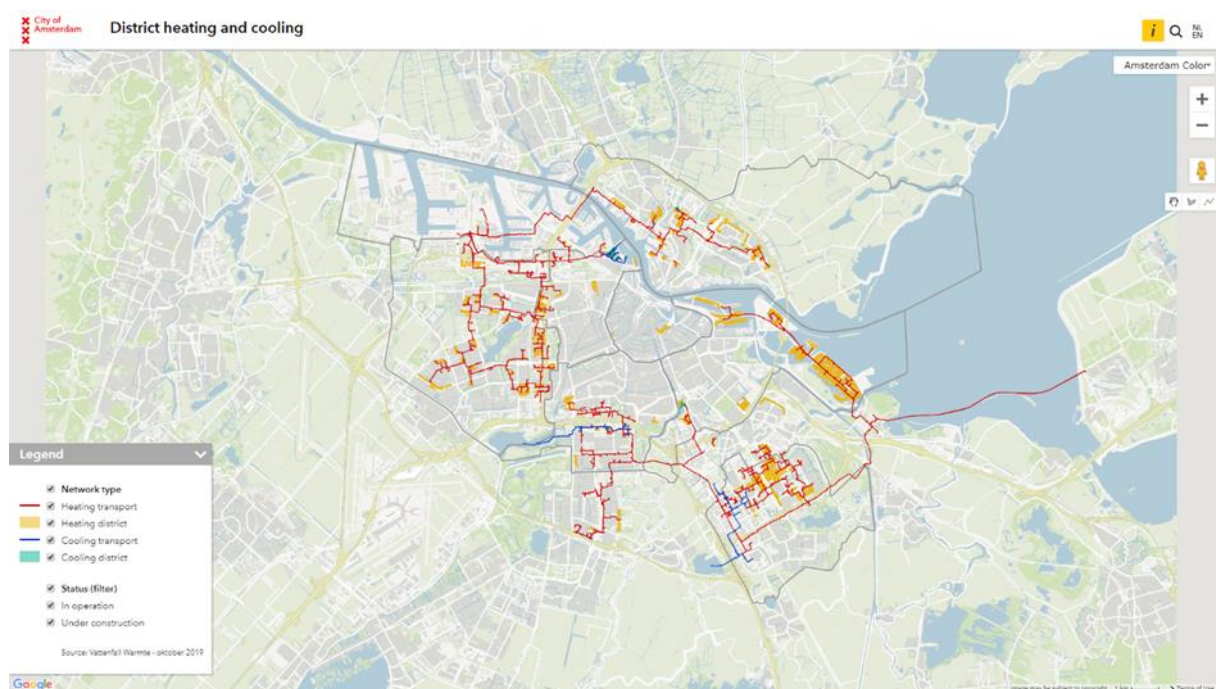 City of
Amsterdam
District heating and cooling
i
NL
EN
Amsterdam Color
+
−
Legend
Network type
Heating transport
Heating district
Cooling transport
Cooling district
Status (filter)
In operation
Under construction
Source: Vattenfall Warmte - oktober 2019
Google